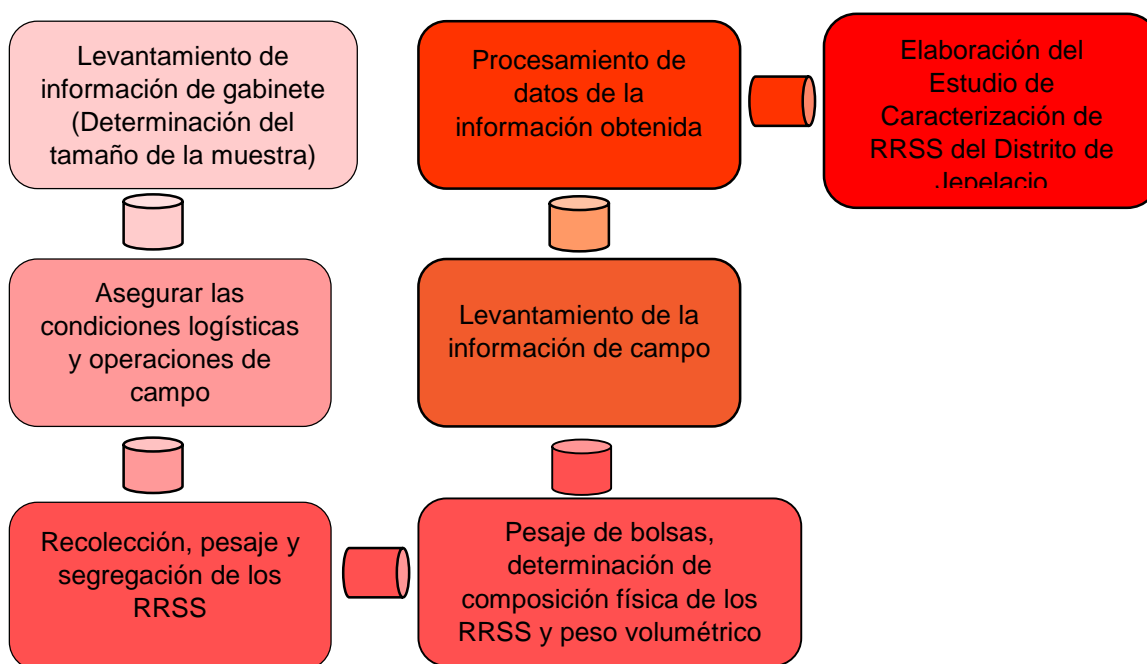 Levantamiento de
información de gabinete
(Determinación del
tamaño de la muestra)
Asegurar las
condiciones logísticas
y operaciones de
campo
Recolección, pesaje y
segregación de los
RRSS
Pesaje de bolsas,
determinación de
composición física de los
RRSS y peso volumétrico
Levantamiento de la
información de campo
Procesamiento de
datos de la
información obtenida
Elaboración del
Estudio de
Caracterización de
RRSS del Distrito de
Jepelacio